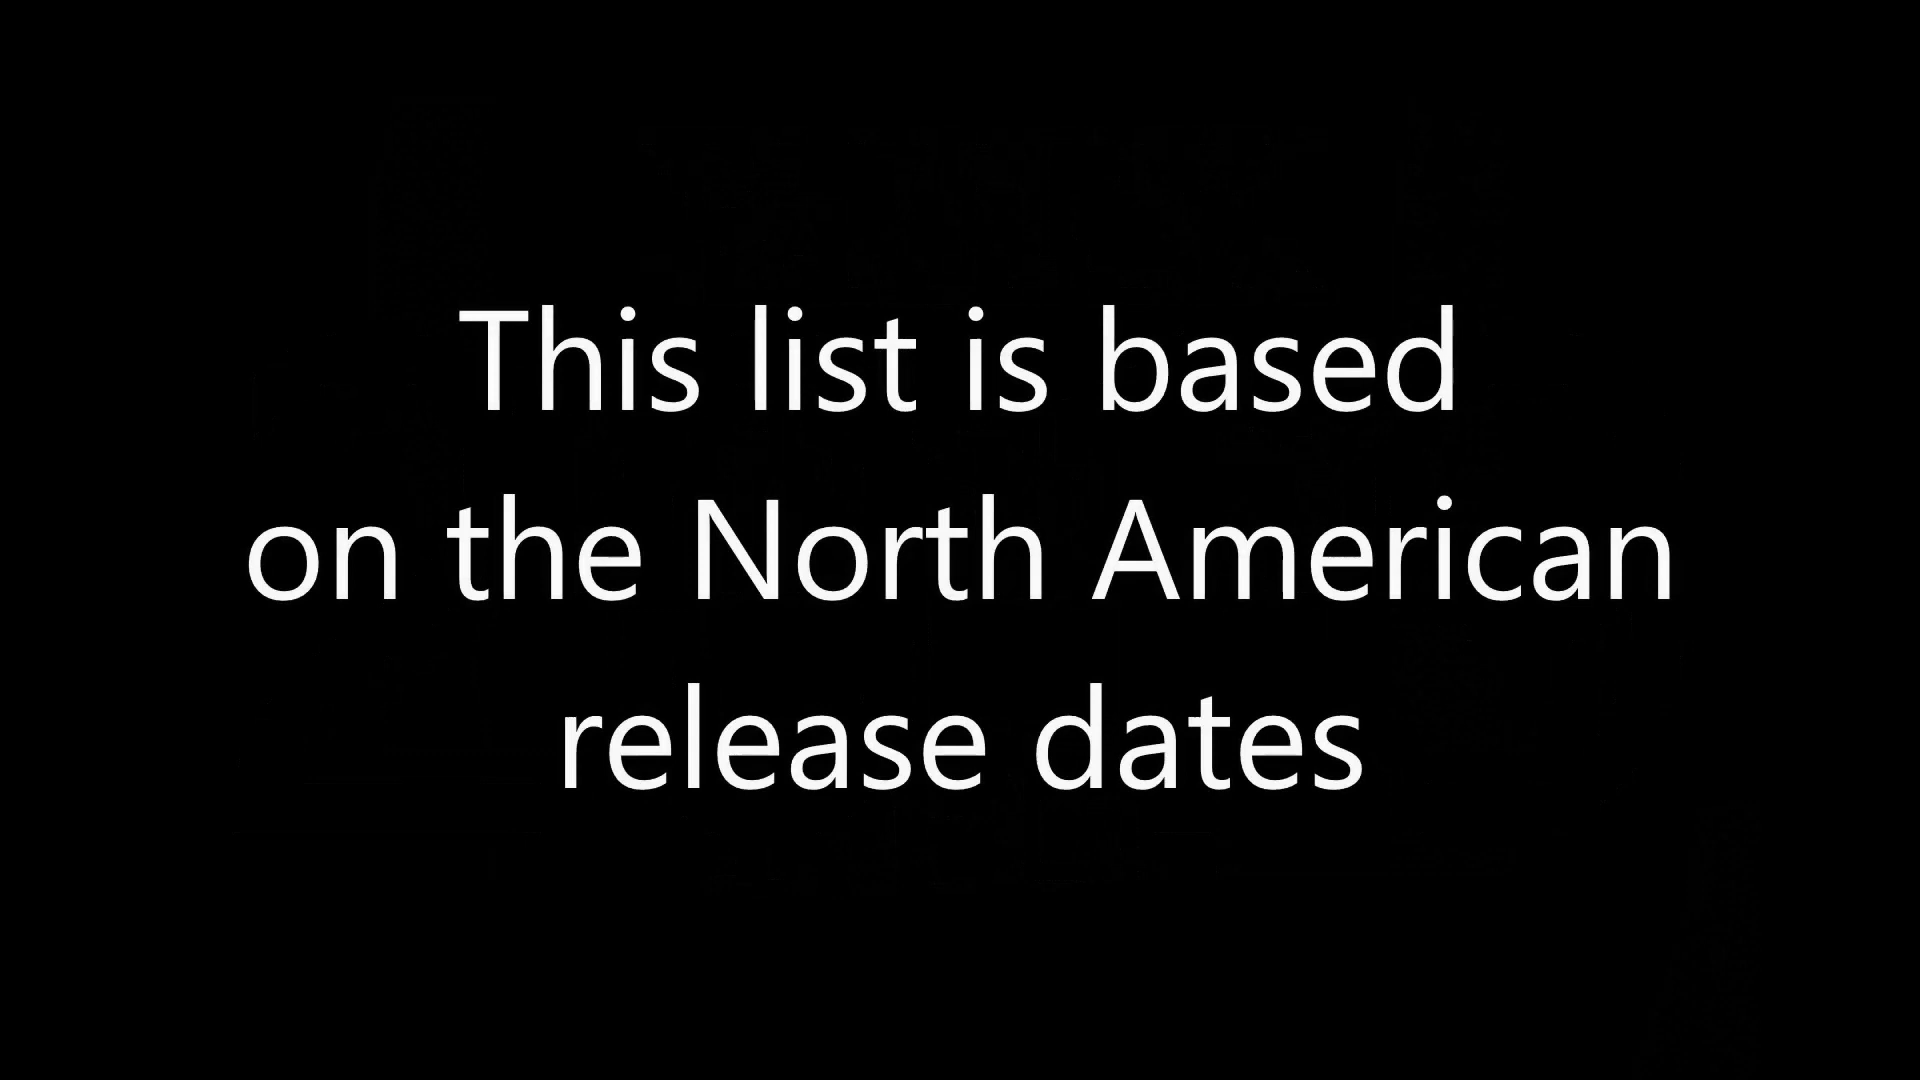 This list is based
on the North American
release dates